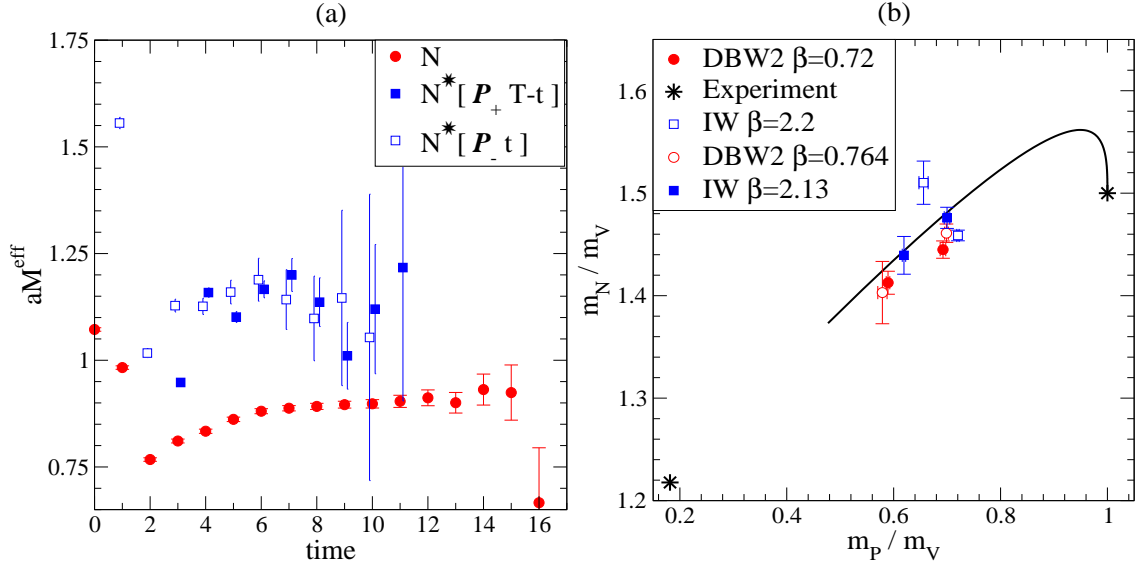 (a)
(b)
1.75
1.5
1.25
1
0.75
aM^eff
0 2 4 6 8 10 12 14 16
time
N
N* [ P+ T-t ]
N* [ P- t ]
1.6
1.5
1.4
1.3
1.2
m_N / m_V
0.2 0.4 0.6 0.8 1
m_P / m_V
DBW2 β=0.72
Experiment
IW β=2.2
DBW2 β=0.764
IW β=2.13